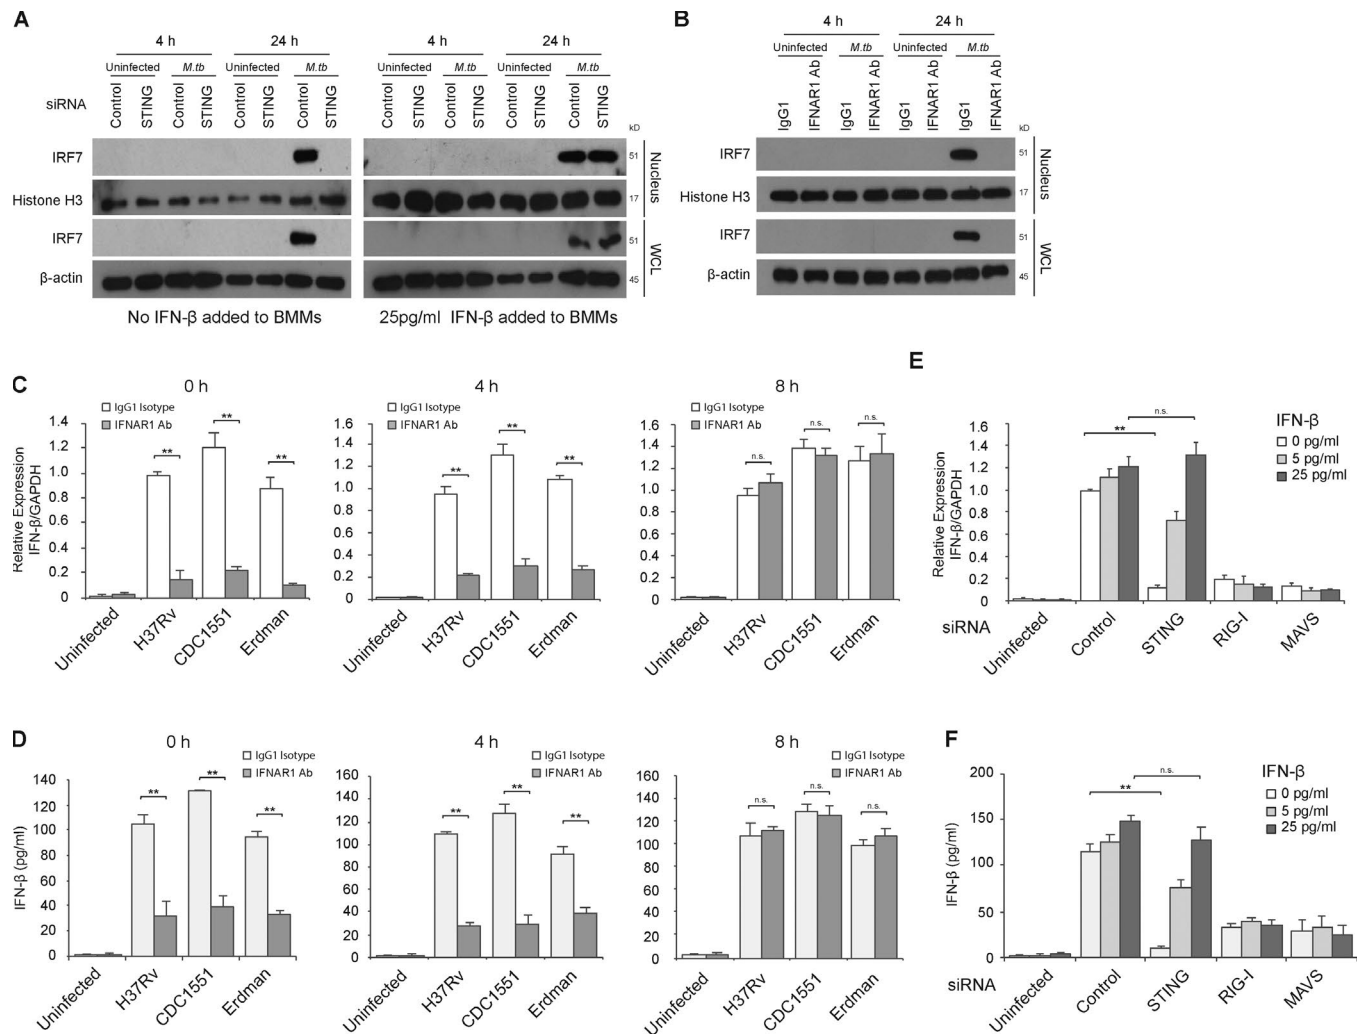 A
4 h
24 h
4 h
24 h
Uninfected
M.tb
Uninfected
M.tb
Uninfected
M.tb
Uninfected
M.tb
siRNA
Control
STING
Control
STING
Control
STING
Control
STING
Control
STING
Control
STING
Control
STING
Control
STING
kD
IRF7
51
Histone H3
17
Nucleus
IRF7
51
β-actin
45
WCL
No IFN-β added to BMMs
25pg/ml IFN-β added to BMMs
B
4 h
24 h
Uninfected
M.tb
Uninfected
M.tb
IgG1
IFNAR1 Ab
IgG1
IFNAR1 Ab
IgG1
IFNAR1 Ab
IgG1
IFNAR1 Ab
kD
IRF7
51
Histone H3
17
Nucleus
IRF7
51
β-actin
45
WCL
C
0 h
IgG1 Isotype
IFNAR1 Ab
Relative Expression
IFN-β/GAPDH
1.4
1.2
1.0
0.8
0.6
0.4
0.2
0
**
**
**
Uninfected
H37Rv
CDC1551
Erdman
4 h
IgG1 Isotype
IFNAR1 Ab
1.6
1.4
1.2
1.0
0.8
0.6
0.4
0.2
0
**
**
**
Uninfected
H37Rv
CDC1551
Erdman
8 h
IgG1 Isotype
IFNAR1 Ab
1.6
1.4
1.2
1.0
0.8
0.6
0.4
0.2
0
n.s.
n.s.
n.s.
Uninfected
H37Rv
CDC1551
Erdman
E
Relative Expression
IFN-β/GAPDH
1.6
1.4
1.2
1.0
0.8
0.6
0.4
0.2
0
**
n.s.
IFN-β
0 pg/ml
5 pg/ml
25 pg/ml
siRNA
Uninfected
Control
STING
RIG-I
MAVS
D
0 h
IgG1 Isotype
IFNAR1 Ab
IFN-β (pg/ml)
140
120
100
80
60
40
20
0
**
**
**
Uninfected
H37Rv
CDC1551
Erdman
4 h
IgG1 Isotype
IFNAR1 Ab
160
140
120
100
80
60
40
20
0
**
**
**
Uninfected
H37Rv
CDC1551
Erdman
8 h
IgG1 Isotype
IFNAR1 Ab
160
140
120
100
80
60
40
20
0
n.s.
n.s.
n.s.
Uninfected
H37Rv
CDC1551
Erdman
F
IFN-β (pg/ml)
200
150
100
50
0
**
n.s.
IFN-β
0 pg/ml
5 pg/ml
25 pg/ml
siRNA
Uninfected
Control
STING
RIG-I
MAVS